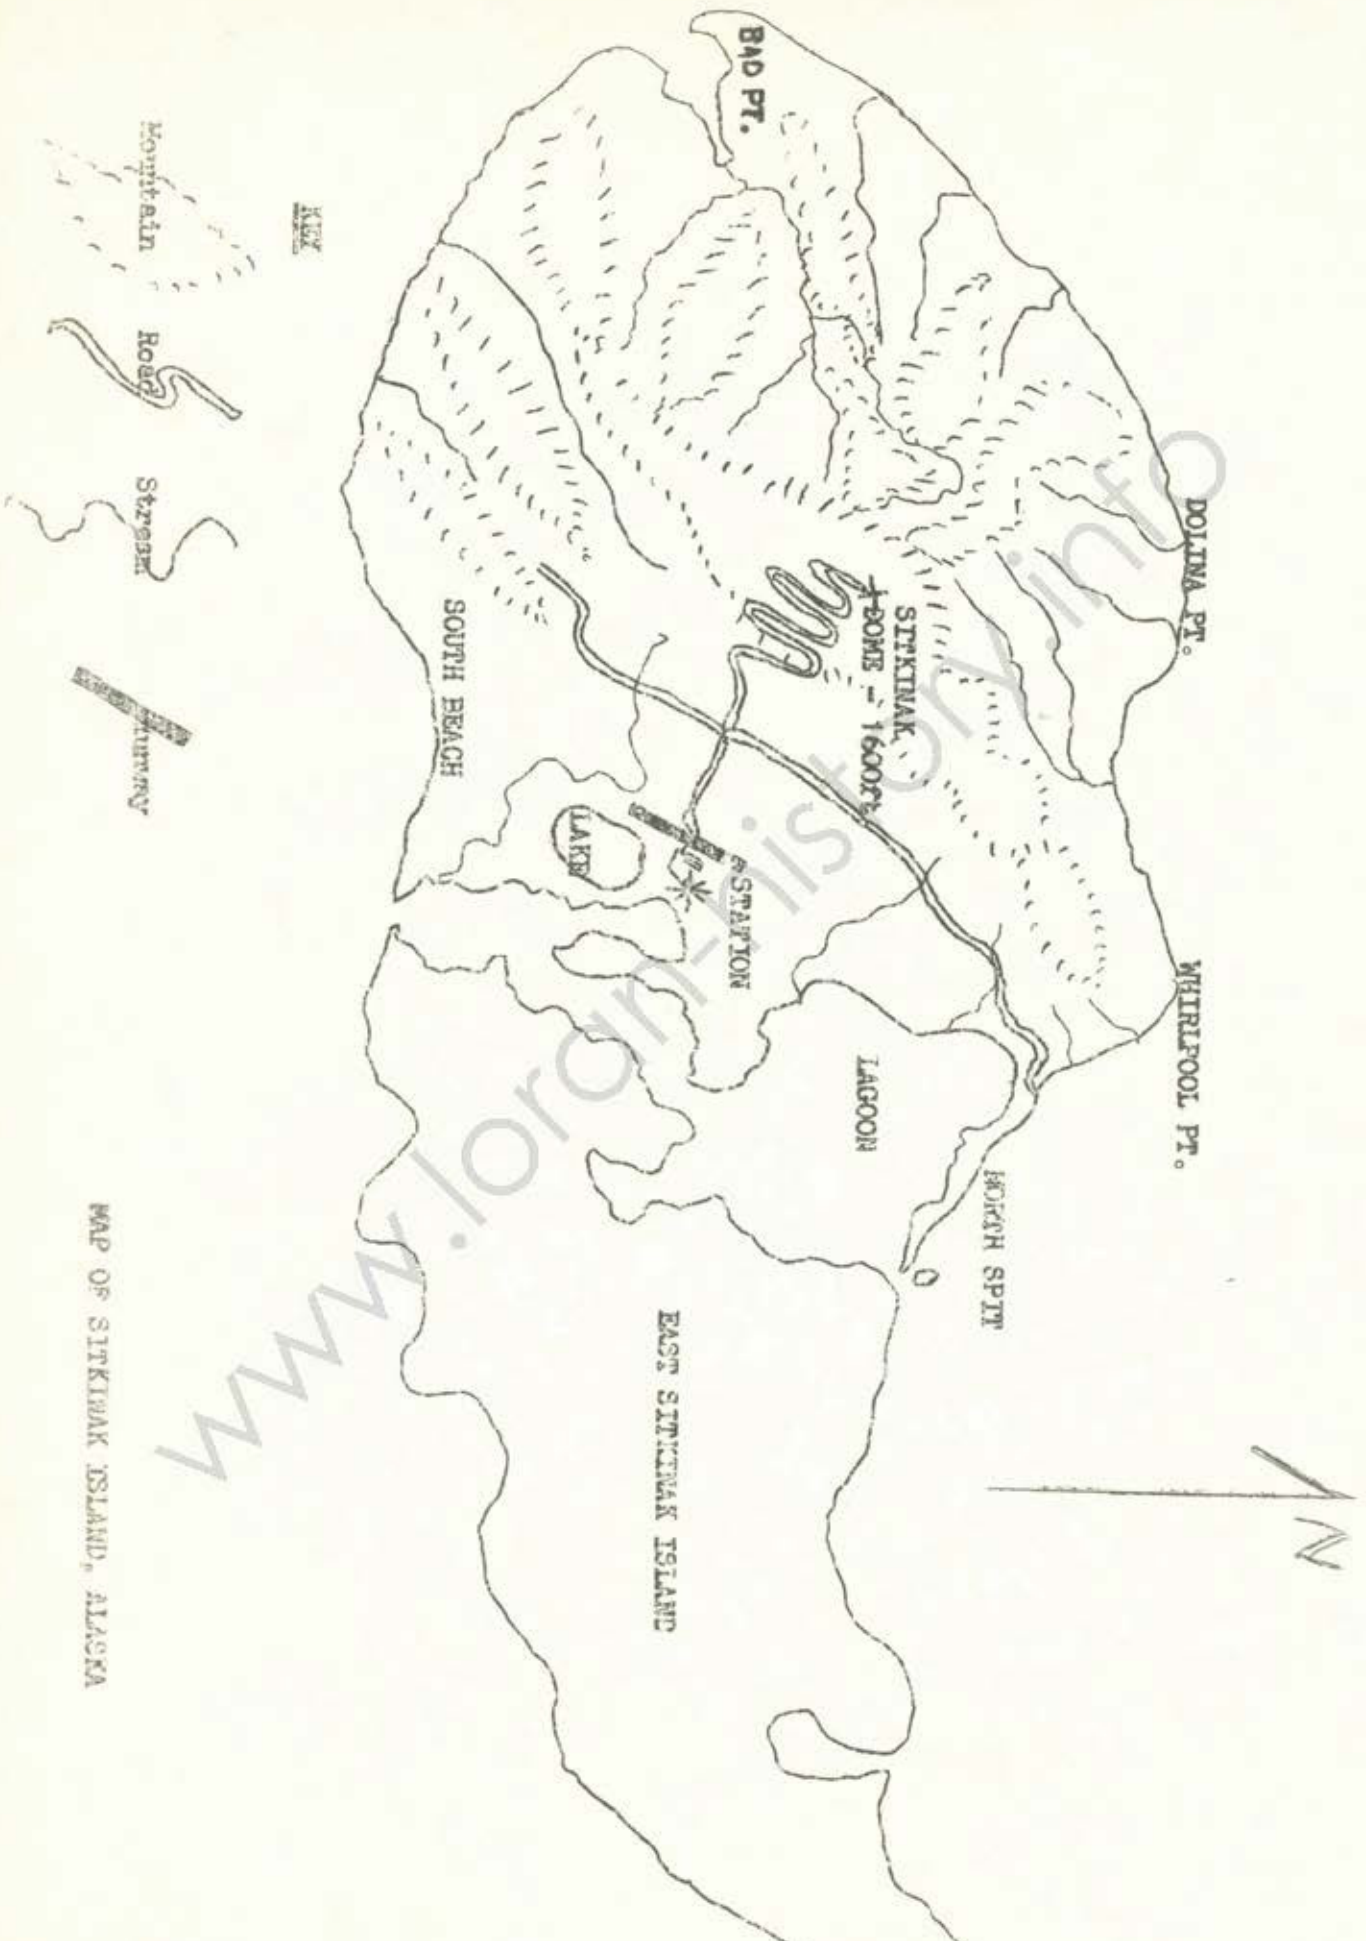 DOLINA PT.
WHIRLPOOL PT.
N
BAD PT.
SITKINAK
DOME - 1600ft.
NORTH SPIT
LAGOON
STATION
LAKE
EAST SITKINAK ISLAND
SOUTH BEACH
KEY
Mountain Road Stream Runway
MAP OF SITKINAK ISLAND, ALASKA
www.loran-history.info